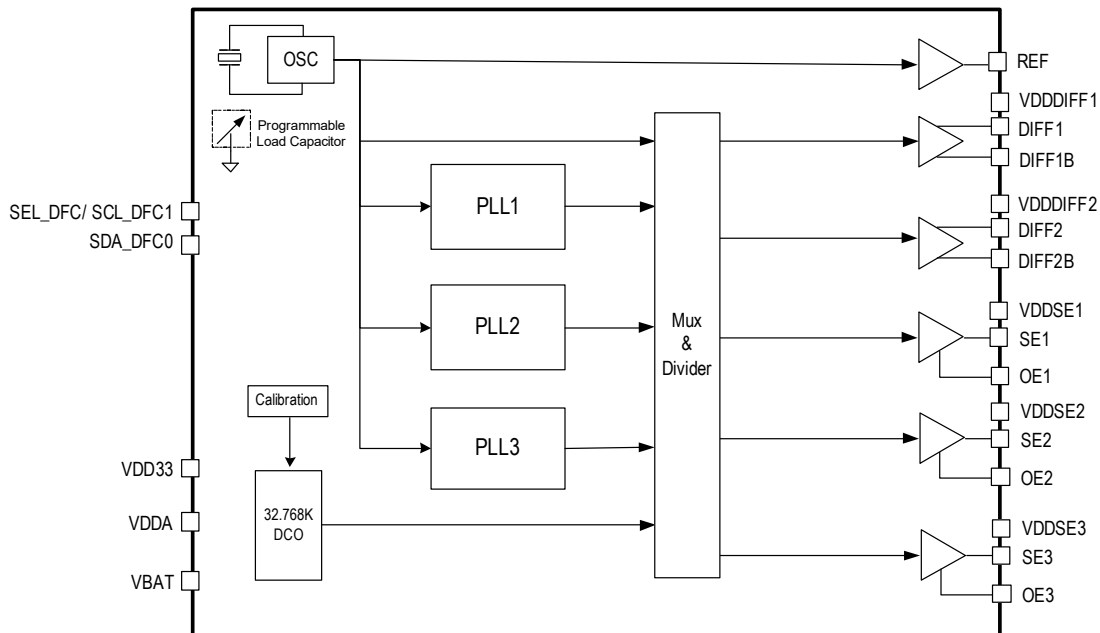 OSC
Programmable
Load Capacitor
SEL_DFC/ SCL_DFC1
SDA_DFC0
VDD33
VDDA
VBAT
Calibration
32.768K
DCO
PLL1
PLL2
PLL3
Mux
&
Divider
REF
VDDDIFF1
DIFF1
DIFF1B
VDDDIFF2
DIFF2
DIFF2B
VDDSE1
SE1
OE1
VDDSE2
SE2
OE2
VDDSE3
SE3
OE3